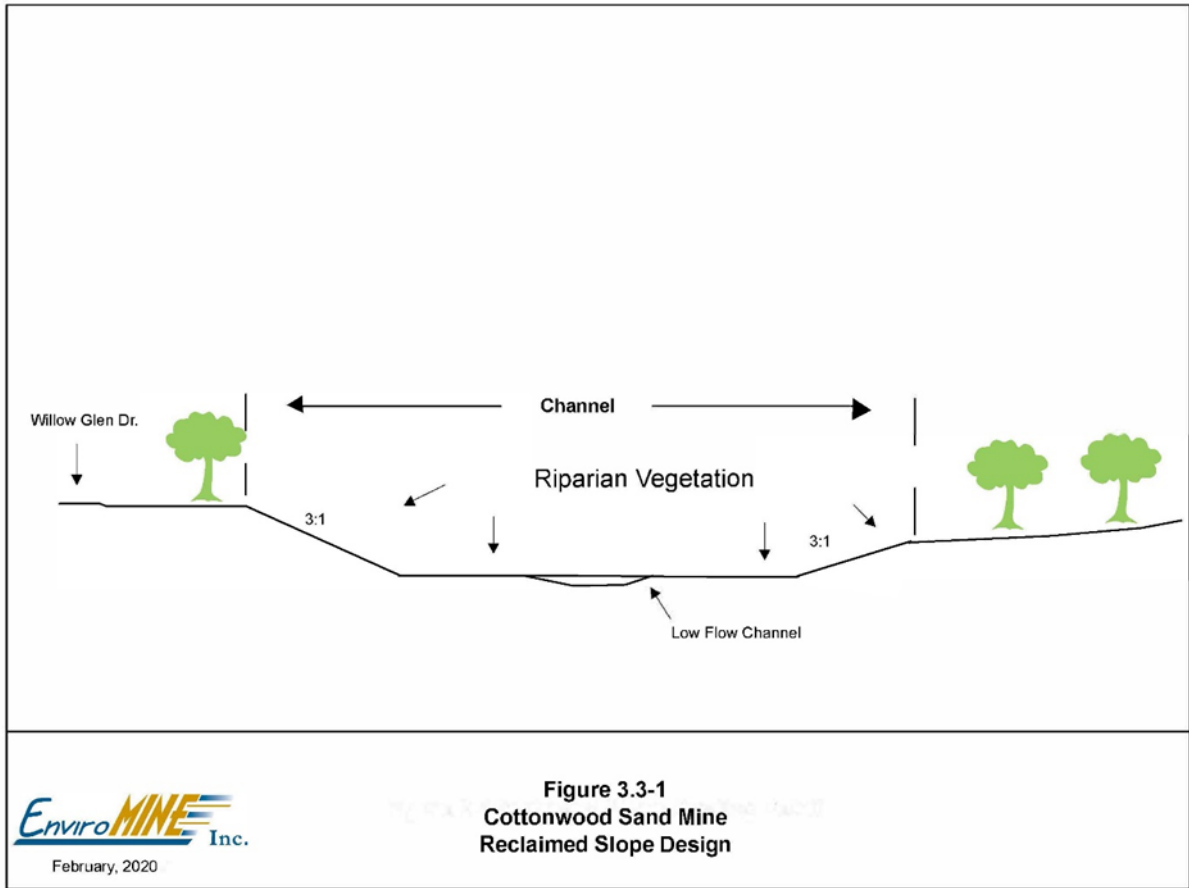 Channel
Willow Glen Dr.
Riparian Vegetation
3:1
3:1
Low Flow Channel
Figure 3.3-1
Cottonwood Sand Mine
Reclaimed Slope Design
EnviroMINE
Inc.
February, 2020